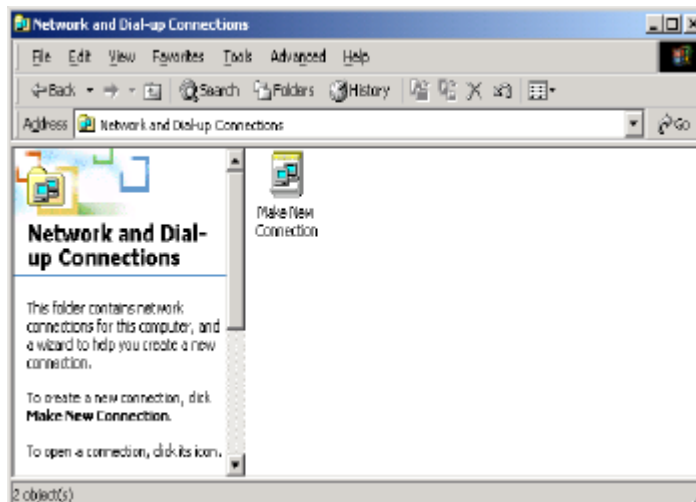 Network and Dial-up Connections
File Edit View Favorites Tools Advanced Help
Back Search Folders History
Address Network and Dial-up Connections Go
Make New
Connection
Network and Dial-
up Connections
This folder contains network
connections for this computer, and
a wizard to help you create a new
connection.
To create a new connection, click
Make New Connection.
To open a connection, click its icon.
2 object(s)